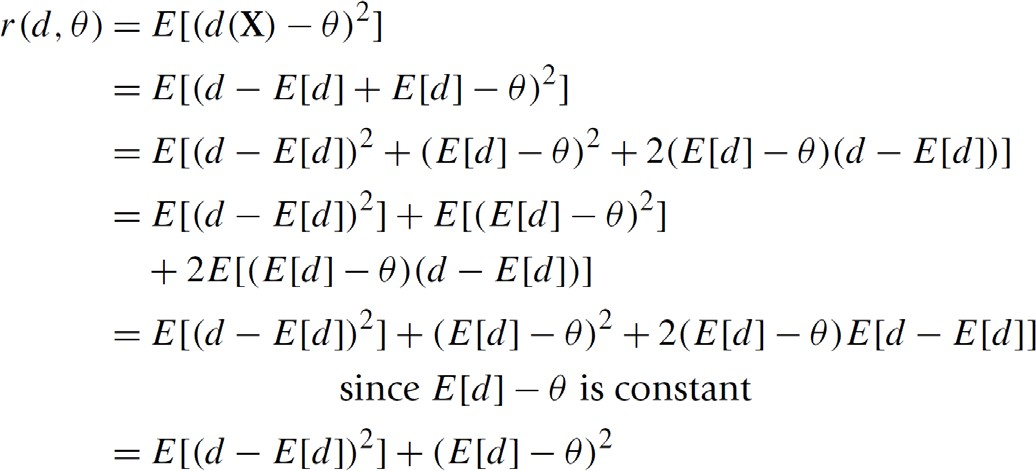 r(d, θ) = E[(d(X) − θ)²]
= E[(d − E[d] + E[d] − θ)²]
= E[(d − E[d])² + (E[d] − θ)² + 2(E[d] − θ)(d − E[d])]
= E[(d − E[d])²] + E[(E[d] − θ)²]
+ 2E[(E[d] − θ)(d − E[d])]
= E[(d − E[d])²] + (E[d] − θ)² + 2(E[d] − θ)E[d − E[d]]
since E[d] − θ is constant
= E[(d − E[d])²] + (E[d] − θ)²